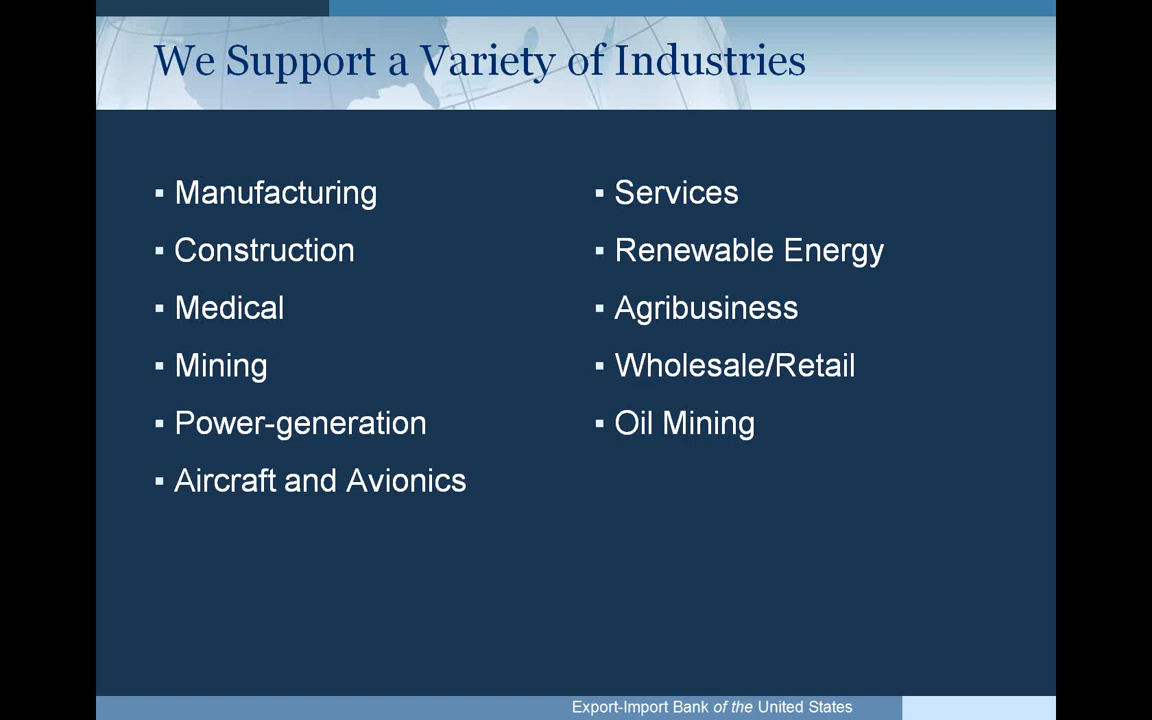 We Support a Variety of Industries
▪ Manufacturing
▪ Construction
▪ Medical
▪ Mining
▪ Power-generation
▪ Aircraft and Avionics
▪ Services
▪ Renewable Energy
▪ Agribusiness
▪ Wholesale/Retail
▪ Oil Mining
Export-Import Bank of the United States